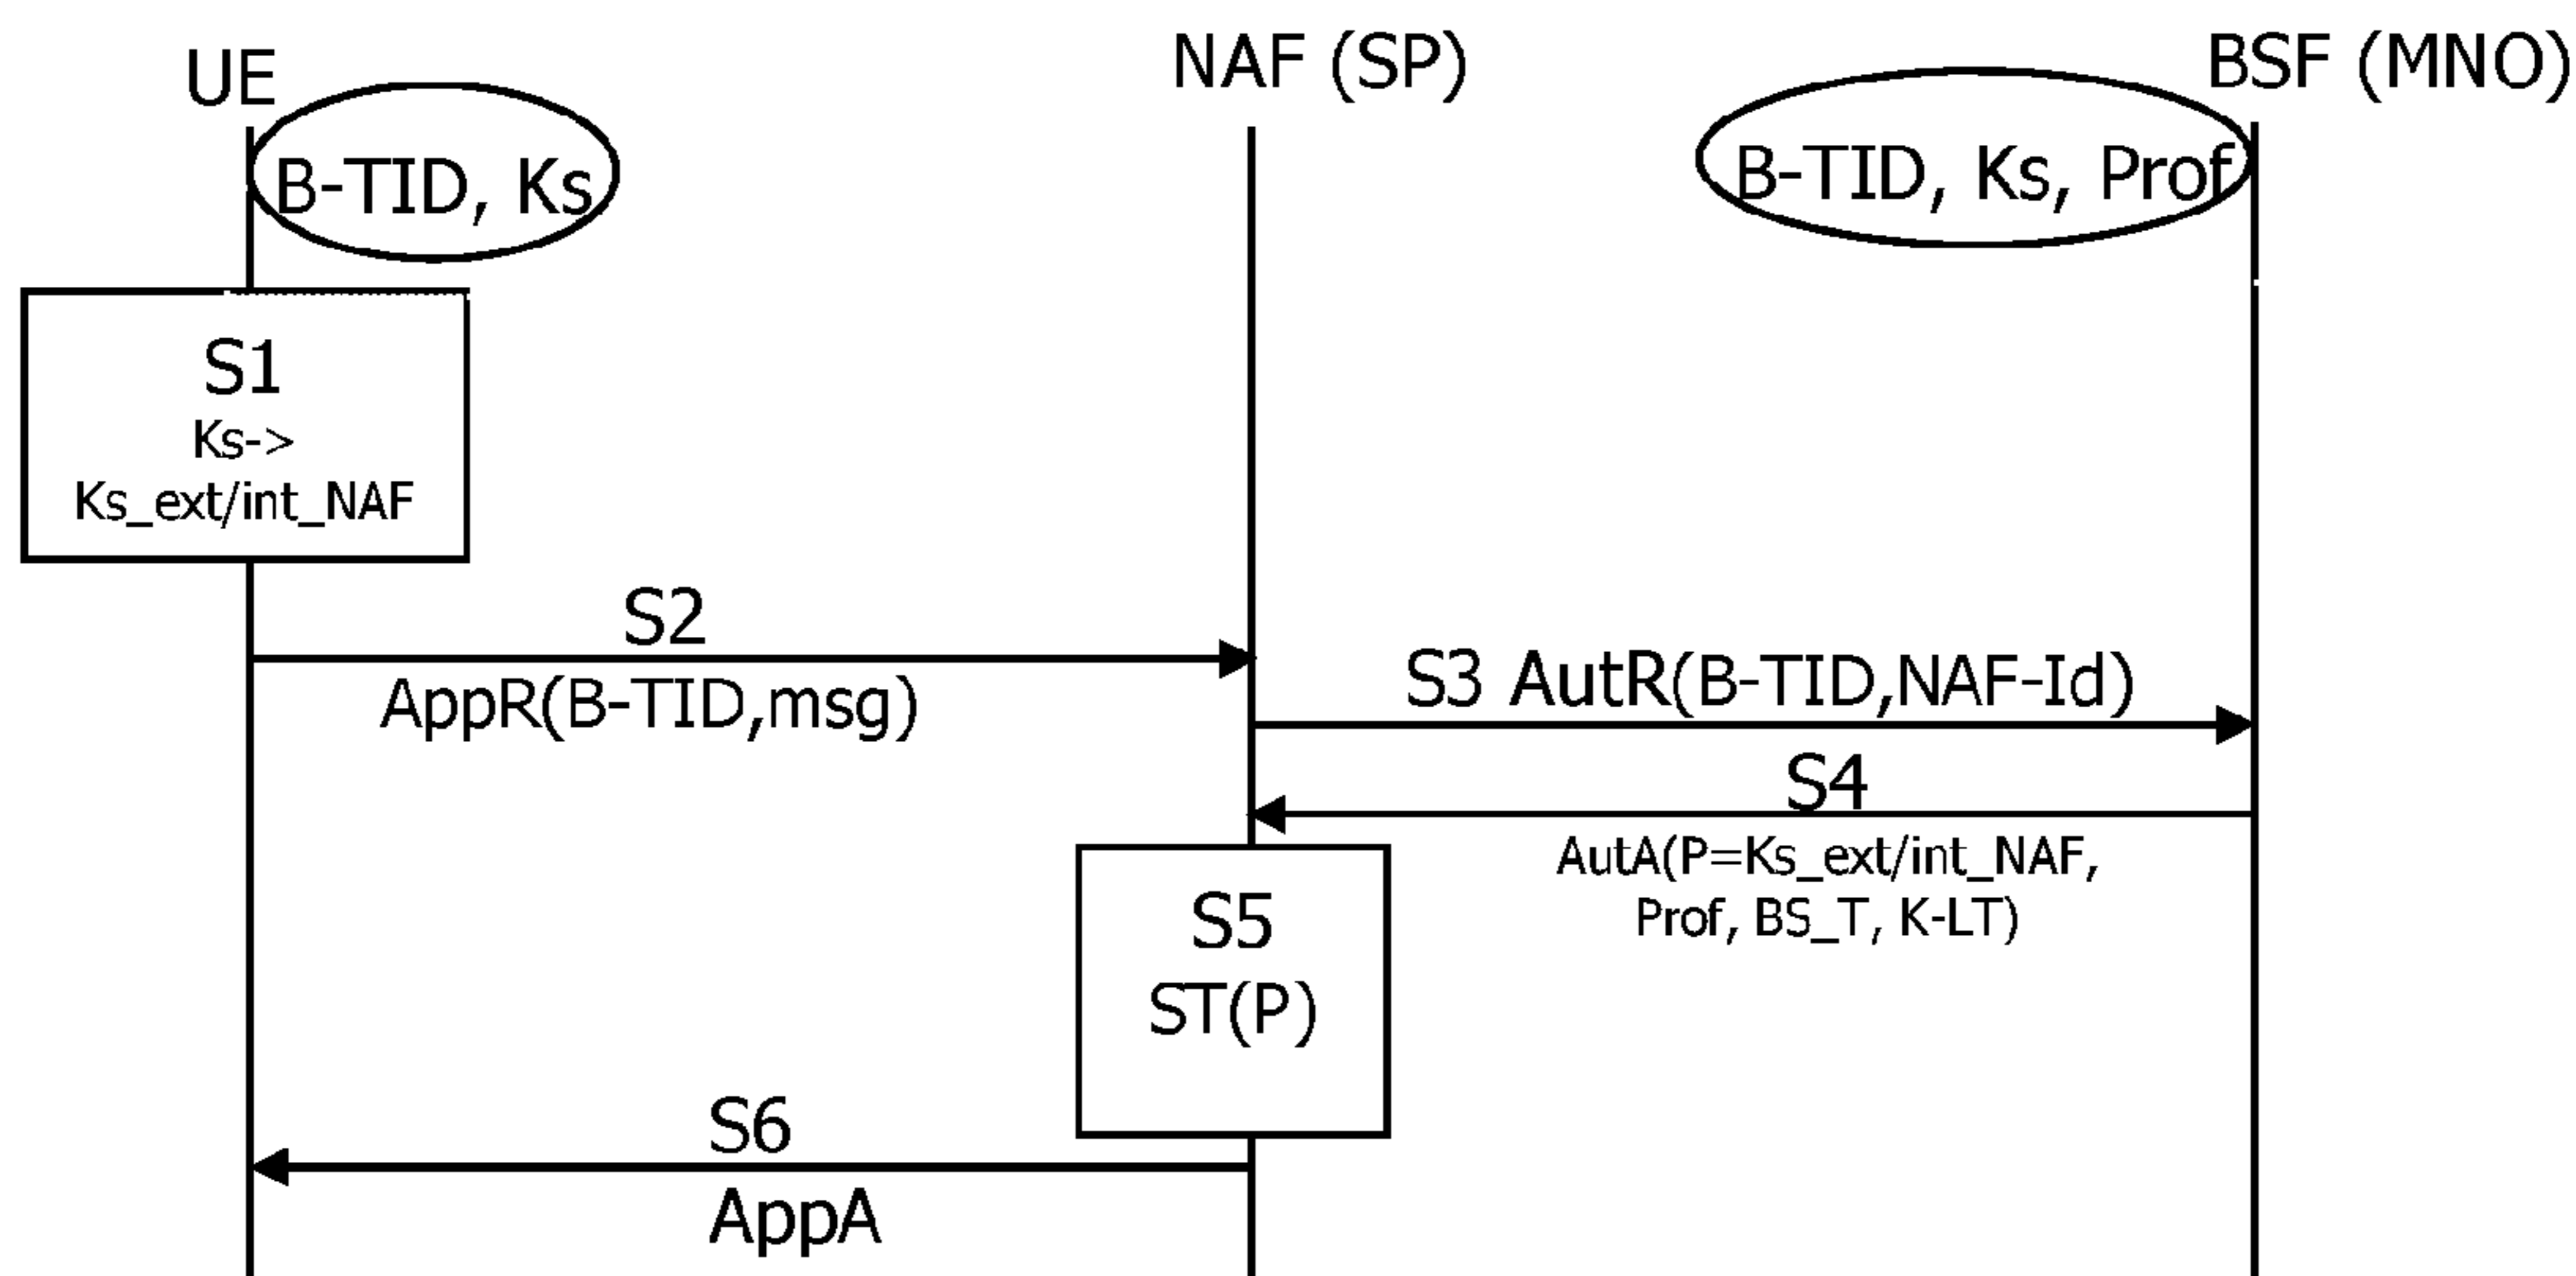 UE
NAF (SP)
BSF (MNO)
B-TID, Ks
B-TID, Ks, Prof
S1
Ks->
Ks_ext/int_NAF
S2
AppR(B-TID,msg)
S3 AutR(B-TID,NAF-Id)
S4
AutA(P=Ks_ext/int_NAF,
Prof, BS_T, K-LT)
S5
ST(P)
S6
AppA